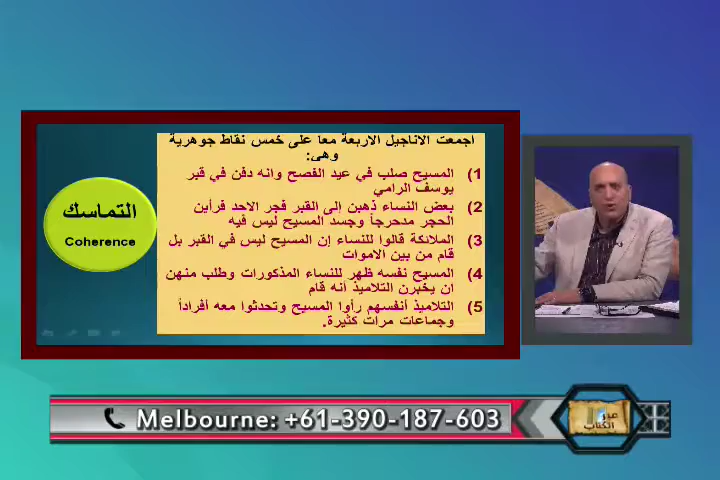 اجمعت الاناجيل الاربعة معا على خمس نقاط جوهرية
وهي:
1) المسيح صلب في عيد الفصح وانه دفن في قبر
يوسف الرامي
2) بعض النساء ذهبن إلى القبر فجر الاحد فرأين
الحجر مدحرجاً وجسد المسيح ليس فيه
3) الملائكة قالوا للنساء إن المسيح ليس في القبر بل
قام من بين الاموات
4) المسيح نفسه ظهر للنساء المذكورات وطلب منهن
ان يخبرن التلاميذ أنه قام
5) التلاميذ أنفسهم رأوا المسيح وتحدثوا معه أفراداً
وجماعات مرات كثيرة.
التماسك
Coherence
Melbourne: +61-390-187-603
الكتاب